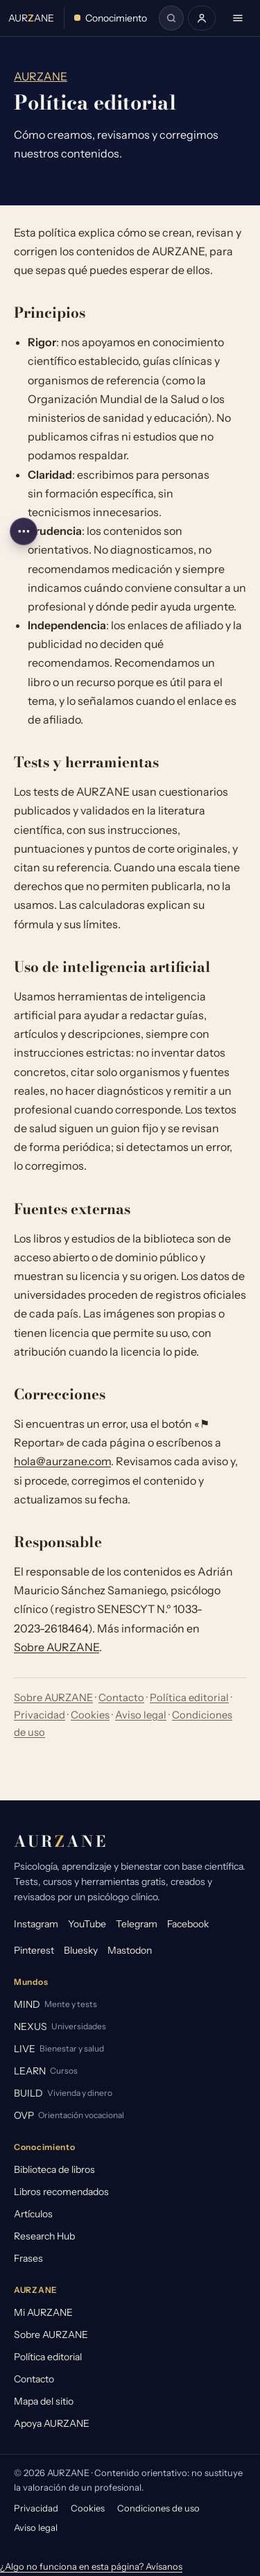 AURZANE
Conocimiento
AURZANE
Política editorial
Cómo creamos, revisamos y corregimos
nuestros contenidos.
Esta política explica cómo se crean, revisan y
corrigen los contenidos de AURZANE, para
que sepas qué puedes esperar de ellos.
Principios
• Rigor: nos apoyamos en conocimiento
científico establecido, guías clínicas y
organismos de referencia (como la
Organización Mundial de la Salud o los
ministerios de sanidad y educación). No
publicamos cifras ni estudios que no
podamos respaldar.
• Claridad: escribimos para personas
sin formación específica, sin
tecnicismos innecesarios.
rudencia: los contenidos son
orientativos. No diagnosticamos, no
recomendamos medicación y siempre
indicamos cuándo conviene consultar a un
profesional y dónde pedir ayuda urgente.
• Independencia: los enlaces de afiliado y la
publicidad no deciden qué
recomendamos. Recomendamos un
libro o un recurso porque es útil para el
tema, y lo señalamos cuando el enlace es
de afiliado.
Tests y herramientas
Los tests de AURZANE usan cuestionarios
publicados y validados en la literatura
científica, con sus instrucciones,
puntuaciones y puntos de corte originales, y
citan su referencia. Cuando una escala tiene
derechos que no permiten publicarla, no la
usamos. Las calculadoras explican su
fórmula y sus límites.
Uso de inteligencia artificial
Usamos herramientas de inteligencia
artificial para ayudar a redactar guías,
artículos y descripciones, siempre con
instrucciones estrictas: no inventar datos
concretos, citar solo organismos y fuentes
reales, no hacer diagnósticos y remitir a un
profesional cuando corresponde. Los textos
de salud siguen un guion fijo y se revisan
de forma periódica; si detectamos un error,
lo corregimos.
Fuentes externas
Los libros y estudios de la biblioteca son de
acceso abierto o de dominio público y
muestran su licencia y su origen. Los datos de
universidades proceden de registros oficiales
de cada país. Las imágenes son propias o
tienen licencia que permite su uso, con
atribución cuando la licencia lo pide.
Correcciones
Si encuentras un error, usa el botón «⚑
Reportar» de cada página o escríbenos a
hola@aurzane.com. Revisamos cada aviso y,
si procede, corregimos el contenido y
actualizamos su fecha.
Responsable
El responsable de los contenidos es Adrián
Mauricio Sánchez Samaniego, psicólogo
clínico (registro SENESCYT N.º 1033-
2023-2618464). Más información en
Sobre AURZANE.
Sobre AURZANE · Contacto · Política editorial ·
Privacidad · Cookies · Aviso legal · Condiciones
de uso
AURZANE
Psicología, aprendizaje y bienestar con base científica.
Tests, cursos y herramientas gratis, creados y
revisados por un psicólogo clínico.
Instagram YouTube Telegram Facebook
Pinterest Bluesky Mastodon
Mundos
MIND Mente y tests
NEXUS Universidades
LIVE Bienestar y salud
LEARN Cursos
BUILD Vivienda y dinero
OVP Orientación vocacional
Conocimiento
Biblioteca de libros
Libros recomendados
Artículos
Research Hub
Frases
AURZANE
Mi AURZANE
Sobre AURZANE
Política editorial
Contacto
Mapa del sitio
Apoya AURZANE
© 2026 AURZANE · Contenido orientativo: no sustituye
la valoración de un profesional.
Privacidad Cookies Condiciones de uso
Aviso legal
¿Algo no funciona en esta página? Avísanos